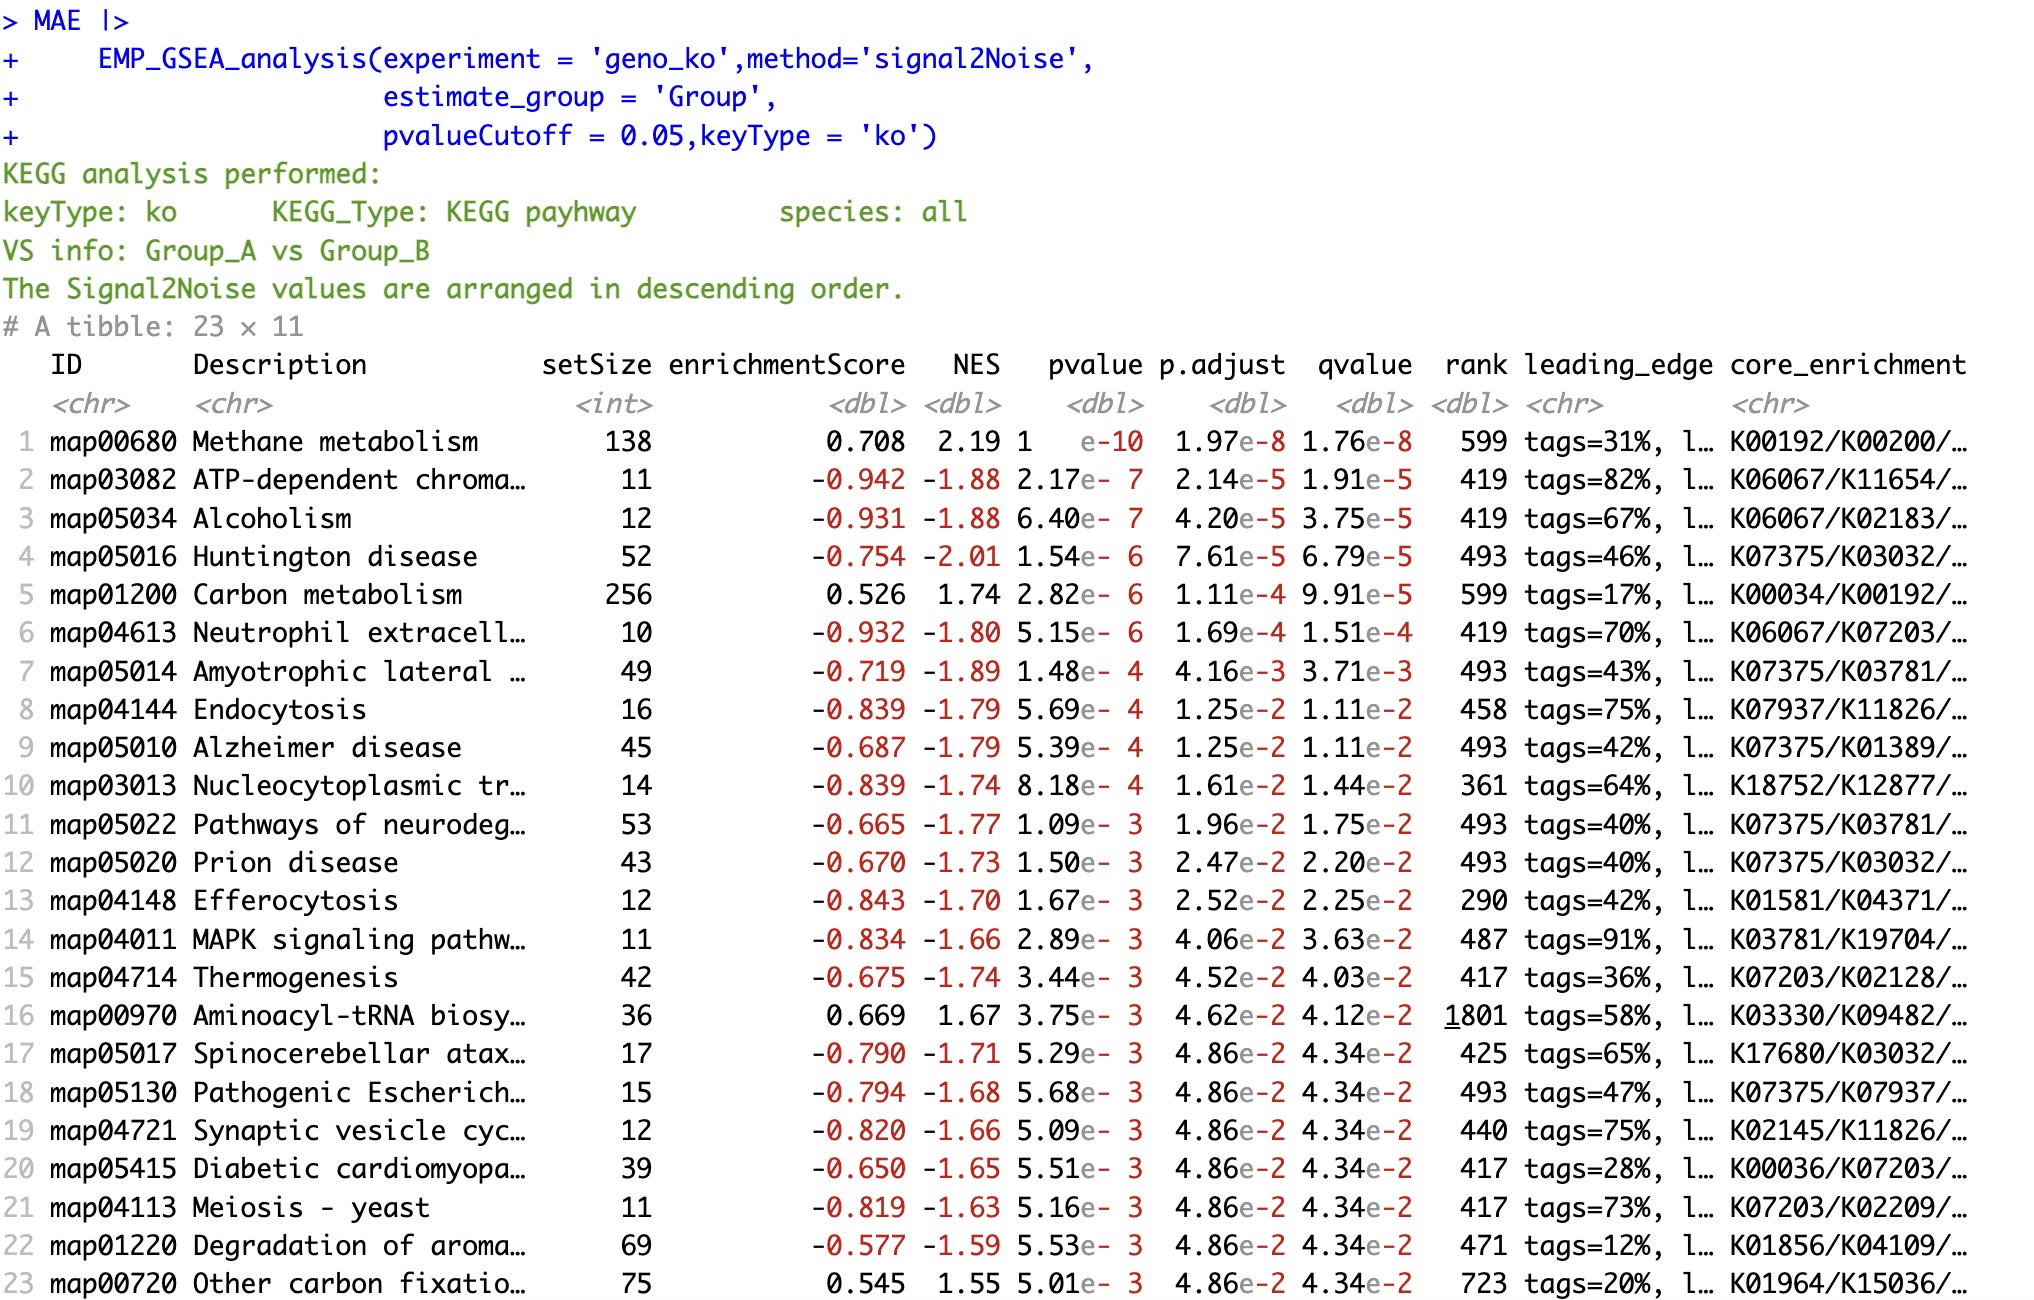 > MAE |>
+     EMP_GSEA_analysis(experiment = 'geno_ko',method='signal2Noise',
+                       estimate_group = 'Group',
+                       pvalueCutoff = 0.05,keyType = 'ko')
KEGG analysis performed:
keyType: ko      KEGG_Type: KEGG payhway         species: all
VS info: Group_A vs Group_B
The Signal2Noise values are arranged in descending order.
# A tibble: 23 × 11
   ID       Description           setSize enrichmentScore   NES   pvalue p.adjust  qvalue  rank leading_edge core_enrichment
   <chr>    <chr>                   <int>           <dbl> <dbl>    <dbl>    <dbl>   <dbl> <dbl> <chr>        <chr>
 1 map00680 Methane metabolism        138           0.708  2.19 1   e-10  1.97e-8 1.76e-8   599 tags=31%, l… K00192/K00200/…
 2 map03082 ATP-dependent chroma…      11          -0.942 -1.88 2.17e- 7  2.14e-5 1.91e-5   419 tags=82%, l… K06067/K11654/…
 3 map05034 Alcoholism                 12          -0.931 -1.88 6.40e- 7  4.20e-5 3.75e-5   419 tags=67%, l… K06067/K02183/…
 4 map05016 Huntington disease         52          -0.754 -2.01 1.54e- 6  7.61e-5 6.79e-5   493 tags=46%, l… K07375/K03032/…
 5 map01200 Carbon metabolism         256           0.526  1.74 2.82e- 6  1.11e-4 9.91e-5   599 tags=17%, l… K00034/K00192/…
 6 map04613 Neutrophil extracell…      10          -0.932 -1.80 5.15e- 6  1.69e-4 1.51e-4   419 tags=70%, l… K06067/K07203/…
 7 map05014 Amyotrophic lateral …      49          -0.719 -1.89 1.48e- 4  4.16e-3 3.71e-3   493 tags=43%, l… K07375/K03781/…
 8 map04144 Endocytosis                16          -0.839 -1.79 5.69e- 4  1.25e-2 1.11e-2   458 tags=75%, l… K07937/K11826/…
 9 map05010 Alzheimer disease          45          -0.687 -1.79 5.39e- 4  1.25e-2 1.11e-2   493 tags=42%, l… K07375/K01389/…
10 map03013 Nucleocytoplasmic tr…      14          -0.839 -1.74 8.18e- 4  1.61e-2 1.44e-2   361 tags=64%, l… K18752/K12877/…
11 map05022 Pathways of neurodeg…      53          -0.665 -1.77 1.09e- 3  1.96e-2 1.75e-2   493 tags=40%, l… K07375/K03781/…
12 map05020 Prion disease              43          -0.670 -1.73 1.50e- 3  2.47e-2 2.20e-2   493 tags=40%, l… K07375/K03032/…
13 map04148 Efferocytosis              12          -0.843 -1.70 1.67e- 3  2.52e-2 2.25e-2   290 tags=42%, l… K01581/K04371/…
14 map04011 MAPK signaling pathw…      11          -0.834 -1.66 2.89e- 3  4.06e-2 3.63e-2   487 tags=91%, l… K03781/K19704/…
15 map04714 Thermogenesis              42          -0.675 -1.74 3.44e- 3  4.52e-2 4.03e-2   417 tags=36%, l… K07203/K02128/…
16 map00970 Aminoacyl-tRNA biosy…      36           0.669  1.67 3.75e- 3  4.62e-2 4.12e-2  1801 tags=58%, l… K03330/K09482/…
17 map05017 Spinocerebellar atax…      17          -0.790 -1.71 5.29e- 3  4.86e-2 4.34e-2   425 tags=65%, l… K17680/K03032/…
18 map05130 Pathogenic Escherich…      15          -0.794 -1.68 5.68e- 3  4.86e-2 4.34e-2   493 tags=47%, l… K07375/K07937/…
19 map04721 Synaptic vesicle cyc…      12          -0.820 -1.66 5.09e- 3  4.86e-2 4.34e-2   440 tags=75%, l… K02145/K11826/…
20 map05415 Diabetic cardiomyopa…      39          -0.650 -1.65 5.51e- 3  4.86e-2 4.34e-2   417 tags=28%, l… K00036/K07203/…
21 map04113 Meiosis - yeast            11          -0.819 -1.63 5.16e- 3  4.86e-2 4.34e-2   417 tags=73%, l… K07203/K02209/…
22 map01220 Degradation of aroma…      69          -0.577 -1.59 5.53e- 3  4.86e-2 4.34e-2   471 tags=12%, l… K01856/K04109/…
23 map00720 Other carbon fixatio…      75           0.545  1.55 5.01e- 3  4.86e-2 4.34e-2   723 tags=20%, l… K01964/K15036/…